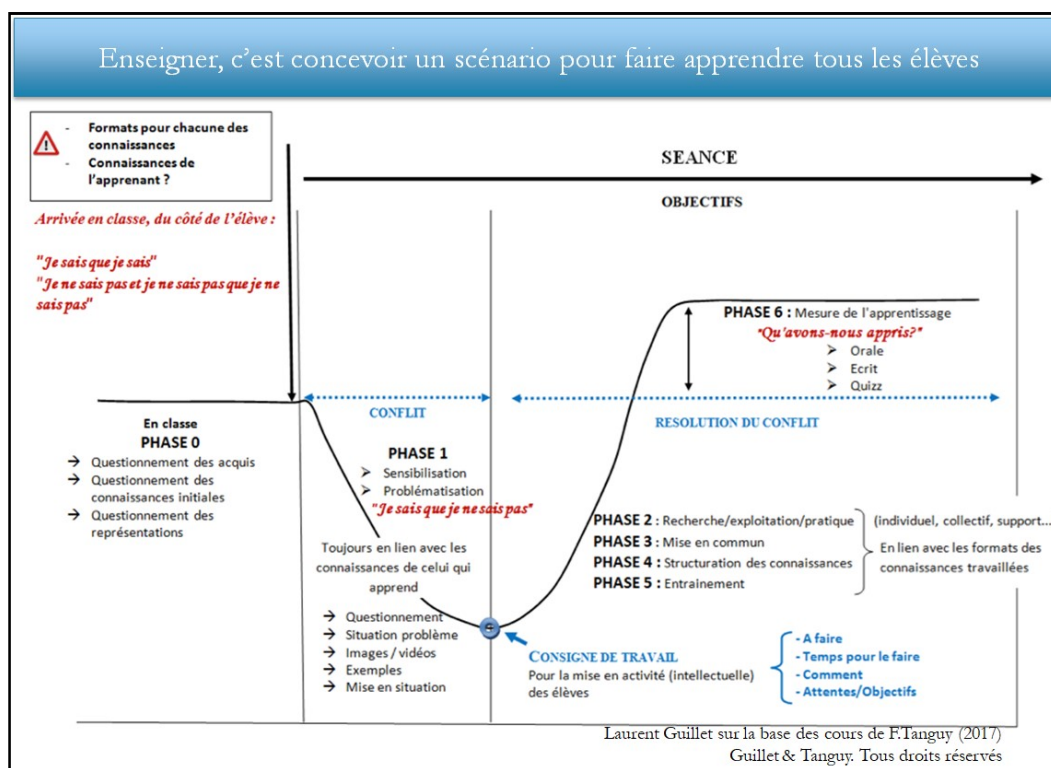 Enseigner, c'est concevoir un scénario pour faire apprendre tous les élèves
- Formats pour chacune des
connaissances
- Connaissances de
l'apprenant ?
SEANCE
OBJECTIFS
Arrivée en classe, du côté de l'élève :
"Je sais que je sais"
"Je ne sais pas et je ne sais pas que je ne
sais pas"
PHASE 6 : Mesure de l'apprentissage
"Qu'avons-nous appris?"
➢ Orale
➢ Ecrit
➢ Quizz
CONFLIT
RESOLUTION DU CONFLIT
En classe
PHASE 0
→ Questionnement des acquis
→ Questionnement des
connaissances initiales
→ Questionnement des
représentations
PHASE 1
➢ Sensibilisation
➢ Problématisation
"Je sais que je ne sais pas"
Toujours en lien avec les
connaissances de celui qui
apprend
→ Questionnement
→ Situation problème
→ Images / vidéos
→ Exemples
→ Mise en situation
PHASE 2 : Recherche/exploitation/pratique
PHASE 3 : Mise en commun
PHASE 4 : Structuration des connaissances
PHASE 5 : Entrainement
(individuel, collectif, support...
En lien avec les formats des
connaissances travaillées
CONSIGNE DE TRAVAIL
Pour la mise en activité (intellectuelle)
des élèves
- A faire
- Temps pour le faire
- Comment
- Attentes/Objectifs
Laurent Guillet sur la base des cours de F.Tanguy (2017)
Guillet & Tanguy. Tous droits réservés